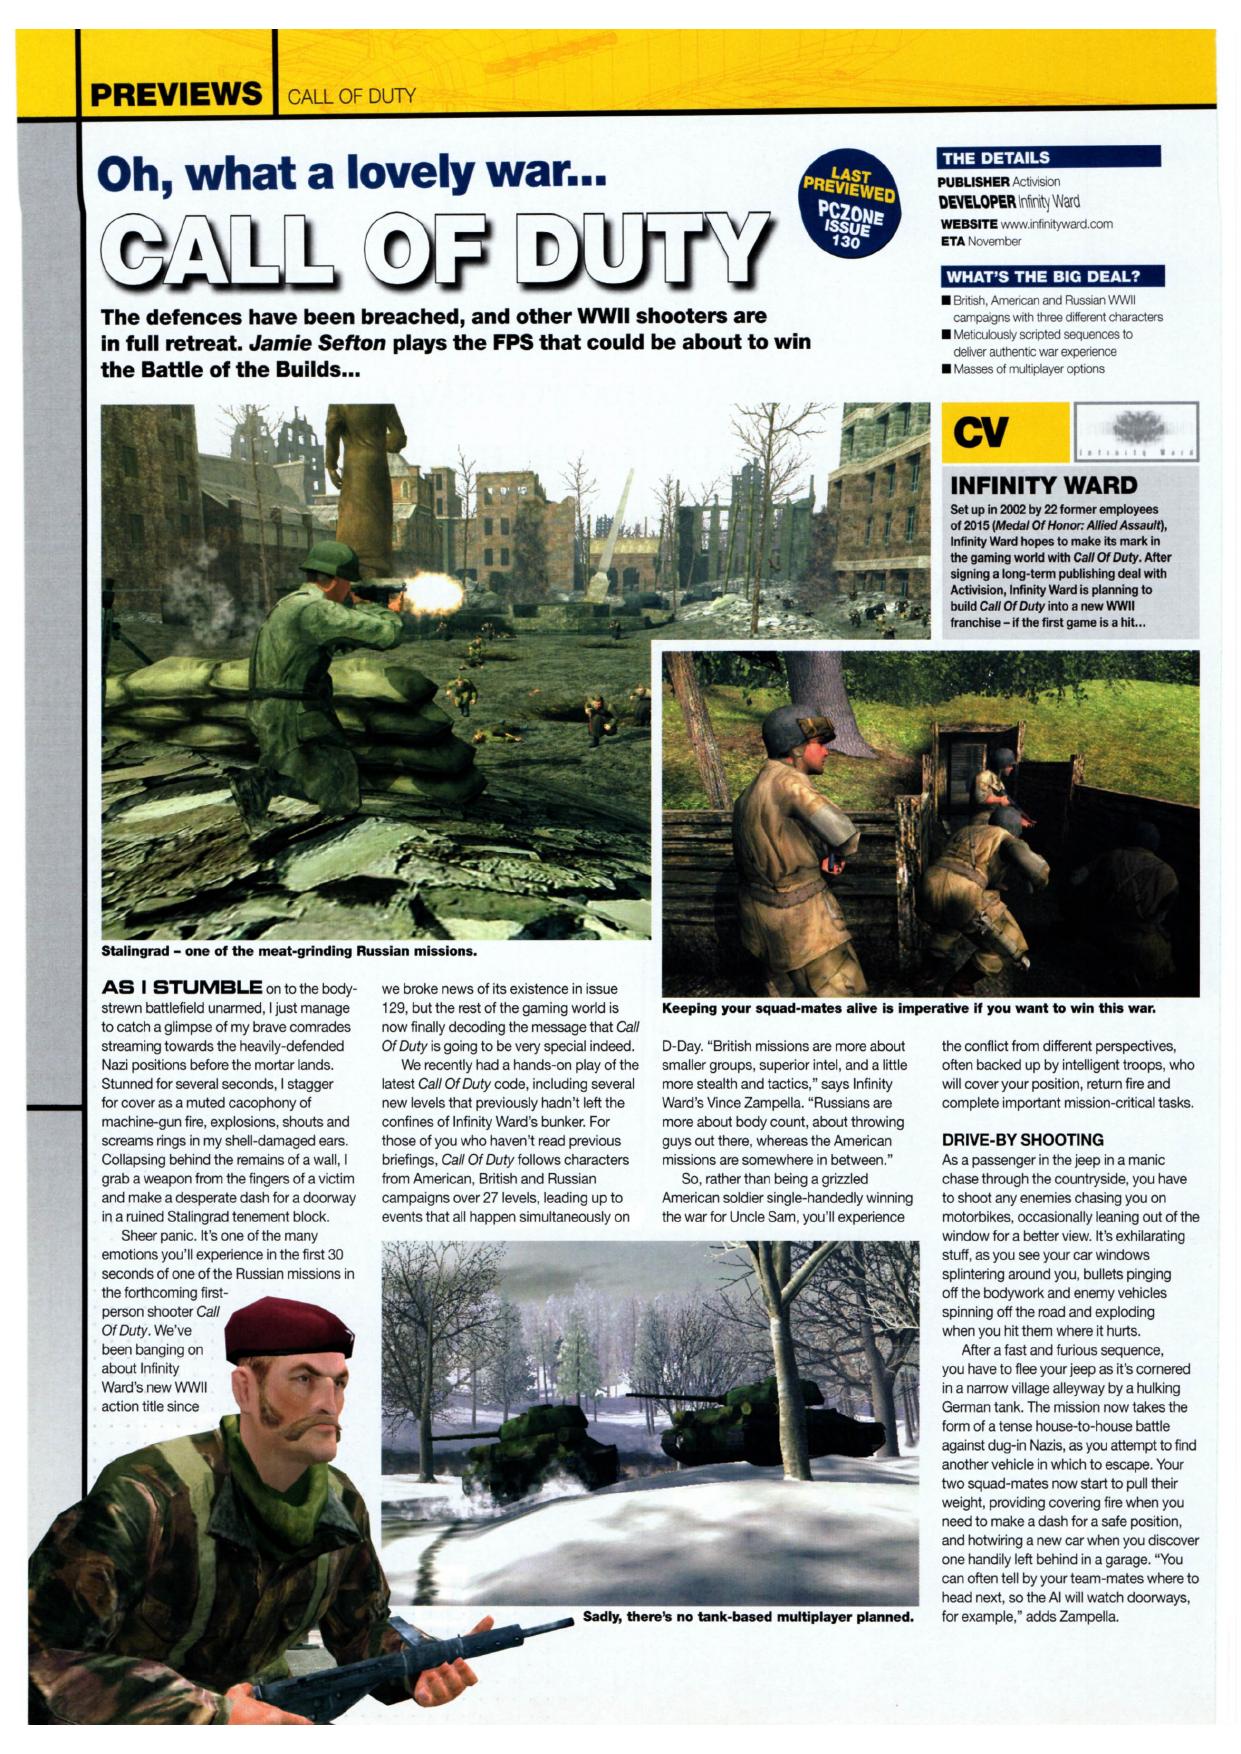 PREVIEWS
CALL OF DUTY
Oh, what a lovely war...
CALL OF DUTY
The defences have been breached, and other WWII shooters are
in full retreat. Jamie Sefton plays the FPS that could be about to win
the Battle of the Builds...
LAST
PREVIEWED
PCZONE
ISSUE
130
THE DETAILS
PUBLISHER Activision
DEVELOPER Infinity Ward
WEBSITE www.infinityward.com
ETA November
WHAT'S THE BIG DEAL?
■ British, American and Russian WWII
campaigns with three different characters
■ Meticulously scripted sequences to
deliver authentic war experience
■ Masses of multiplayer options
CV
Infinity Ward
INFINITY WARD
Set up in 2002 by 22 former employees
of 2015 (Medal Of Honor: Allied Assault),
Infinity Ward hopes to make its mark in
the gaming world with Call Of Duty. After
signing a long-term publishing deal with
Activision, Infinity Ward is planning to
build Call Of Duty into a new WWII
franchise – if the first game is a hit...
Stalingrad – one of the meat-grinding Russian missions.
Keeping your squad-mates alive is imperative if you want to win this war.
AS I STUMBLE on to the body-
strewn battlefield unarmed, I just manage
to catch a glimpse of my brave comrades
streaming towards the heavily-defended
Nazi positions before the mortar lands.
Stunned for several seconds, I stagger
for cover as a muted cacophony of
machine-gun fire, explosions, shouts and
screams rings in my shell-damaged ears.
Collapsing behind the remains of a wall, I
grab a weapon from the fingers of a victim
and make a desperate dash for a doorway
in a ruined Stalingrad tenement block.
Sheer panic. It's one of the many
emotions you'll experience in the first 30
seconds of one of the Russian missions in
the forthcoming first-
person shooter Call
Of Duty. We've
been banging on
about Infinity
Ward's new WWII
action title since
we broke news of its existence in issue
129, but the rest of the gaming world is
now finally decoding the message that Call
Of Duty is going to be very special indeed.
We recently had a hands-on play of the
latest Call Of Duty code, including several
new levels that previously hadn't left the
confines of Infinity Ward's bunker. For
those of you who haven't read previous
briefings, Call Of Duty follows characters
from American, British and Russian
campaigns over 27 levels, leading up to
events that all happen simultaneously on
D-Day. "British missions are more about
smaller groups, superior intel, and a little
more stealth and tactics," says Infinity
Ward's Vince Zampella. "Russians are
more about body count, about throwing
guys out there, whereas the American
missions are somewhere in between."
So, rather than being a grizzled
American soldier single-handedly winning
the war for Uncle Sam, you'll experience
the conflict from different perspectives,
often backed up by intelligent troops, who
will cover your position, return fire and
complete important mission-critical tasks.
DRIVE-BY SHOOTING
As a passenger in the jeep in a manic
chase through the countryside, you have
to shoot any enemies chasing you on
motorbikes, occasionally leaning out of the
window for a better view. It's exhilarating
stuff, as you see your car windows
splintering around you, bullets pinging
off the bodywork and enemy vehicles
spinning off the road and exploding
when you hit them where it hurts.
After a fast and furious sequence,
you have to flee your jeep as it's cornered
in a narrow village alleyway by a hulking
German tank. The mission now takes the
form of a tense house-to-house battle
against dug-in Nazis, as you attempt to find
another vehicle in which to escape. Your
two squad-mates now start to pull their
weight, providing covering fire when you
need to make a dash for a safe position,
and hotwiring a new car when you discover
one handily left behind in a garage. "You
can often tell by your team-mates where to
head next, so the AI will watch doorways,
for example," adds Zampella.
Sadly, there's no tank-based multiplayer planned.